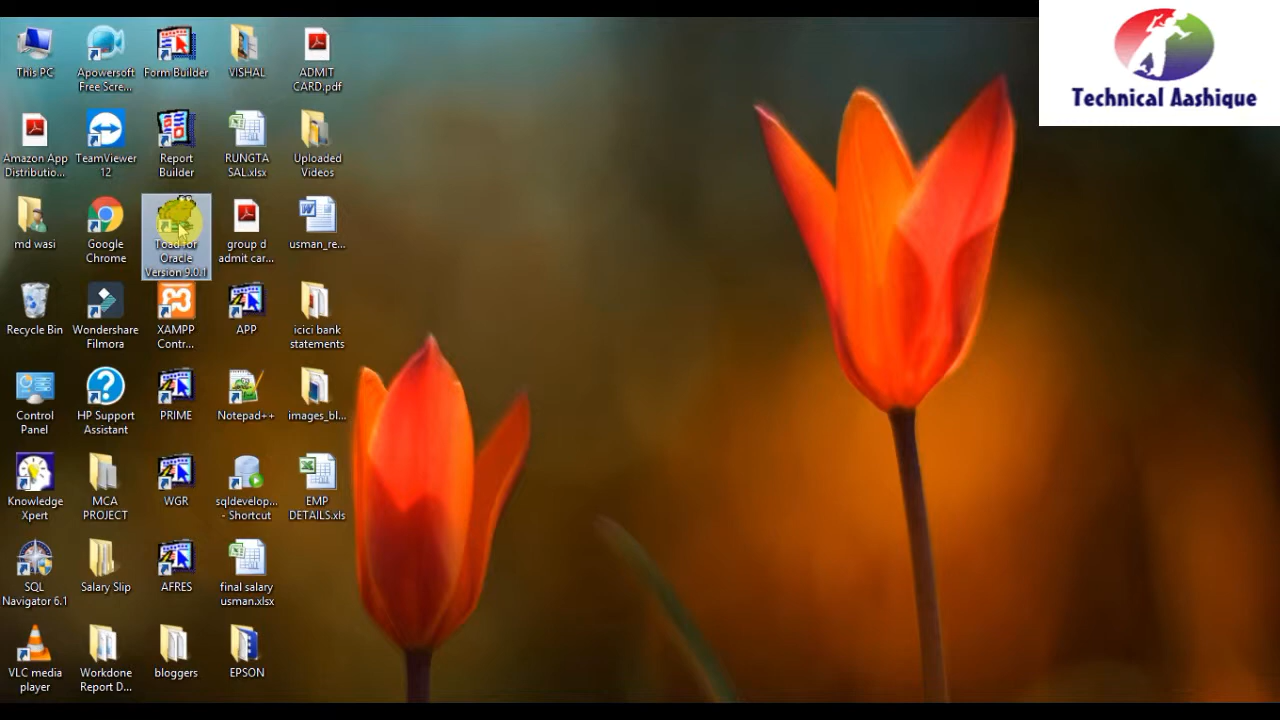 Technical Aashique
This PC
Apowersoft
Free Scre...
Form Builder
VISHAL
ADMIT
CARD.pdf
Amazon App
Distributio...
TeamViewer
12
Report
Builder
RUNGTA
SAL.xlsx
Uploaded
Videos
md wasi
Google
Chrome
Toad for
Oracle
Version 9.0.1
group d
admit car...
usman_re...
Recycle Bin
Wondershare
Filmora
XAMPP
Contr...
APP
icici bank
statements
Control
Panel
HP Support
Assistant
PRIME
Notepad++
images_bl...
Knowledge
Xpert
MCA
PROJECT
WGR
sqldevelop...
- Shortcut
EMP
DETAILS.xls
SQL
Navigator 6.1
Salary Slip
AFRES
final salary
usman.xlsx
VLC media
player
Workdone
Report D...
bloggers
EPSON